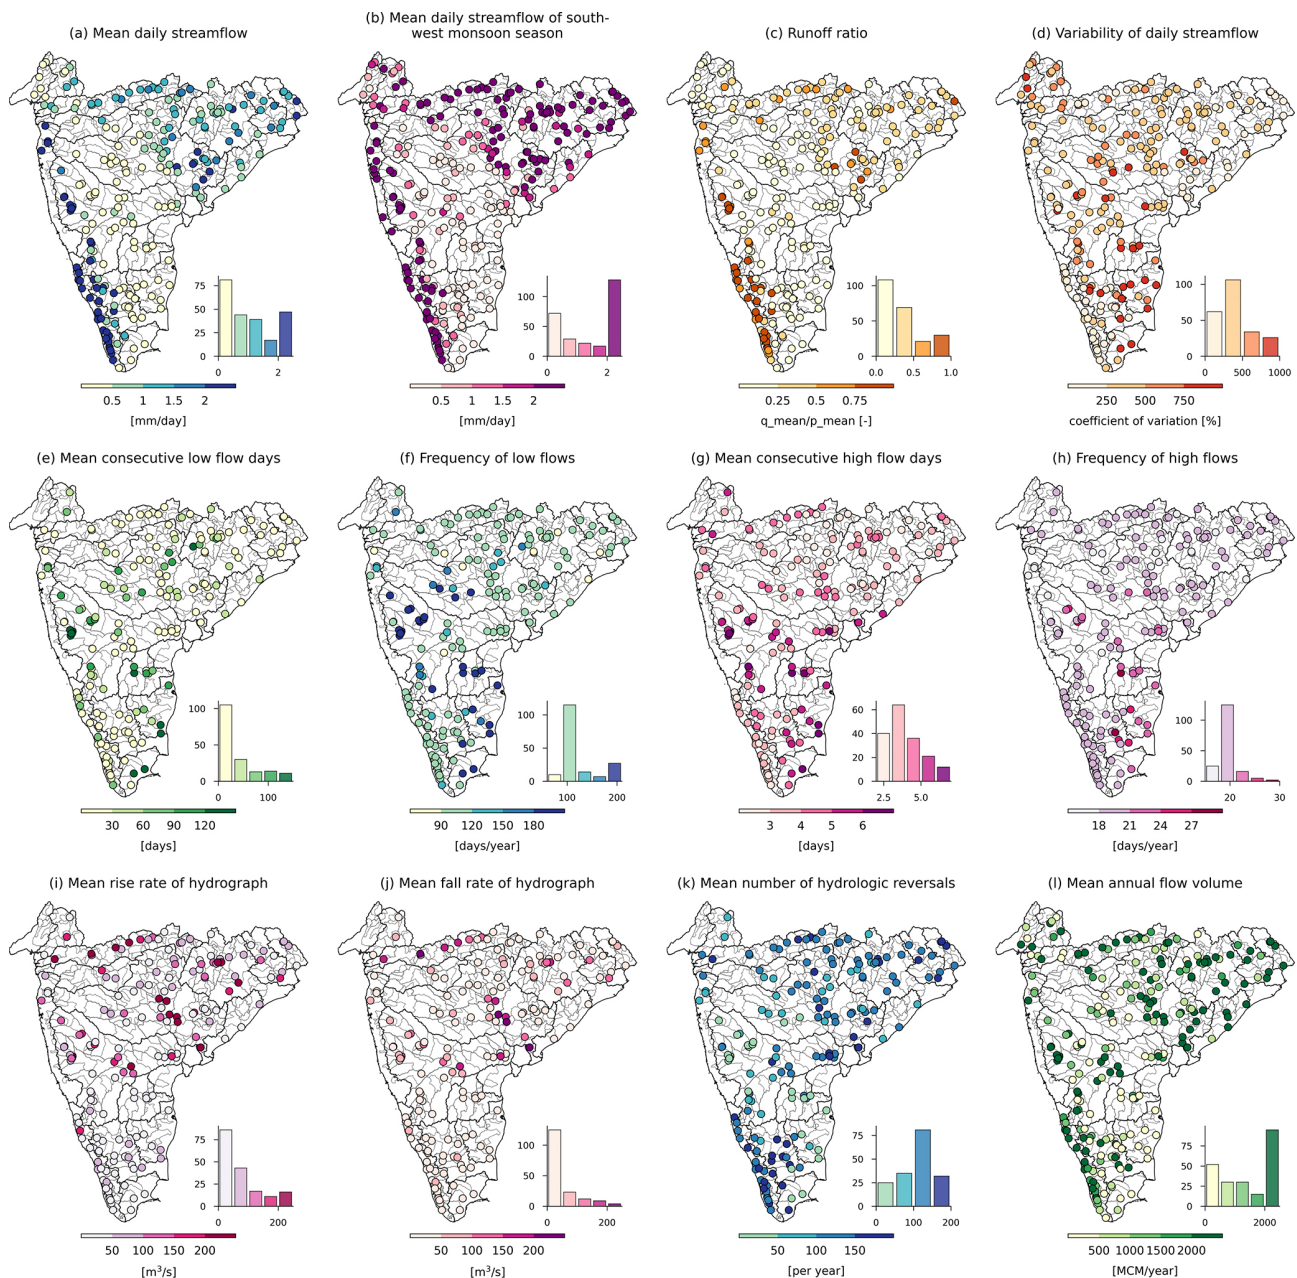 (a) Mean daily streamflow
(b) Mean daily streamflow of south-
west monsoon season
(c) Runoff ratio
(d) Variability of daily streamflow
75
50
25
0
0 2
0.5 1 1.5 2
[mm/day]
100
50
0
0 2
0.5 1 1.5 2
[mm/day]
100
50
0
0.0 0.5 1.0
0.25 0.5 0.75
q_mean/p_mean [-]
100
50
0
0 500 1000
250 500 750
coefficient of variation [%]
(e) Mean consecutive low flow days
(f) Frequency of low flows
(g) Mean consecutive high flow days
(h) Frequency of high flows
100
50
0
0 100
30 60 90 120
[days]
100
50
0
100 200
90 120 150 180
[days/year]
60
40
20
0
2.5 5.0
3 4 5 6
[days]
100
50
0
20 30
18 21 24 27
[days/year]
(i) Mean rise rate of hydrograph
(j) Mean fall rate of hydrograph
(k) Mean number of hydrologic reversals
(l) Mean annual flow volume
75
50
25
0
0 200
50 100 150 200
[m³/s]
100
50
0
0 200
50 100 150 200
[m³/s]
75
50
25
0
0 100 200
50 100 150
[per year]
75
50
25
0
0 2000
500 1000 1500 2000
[MCM/year]